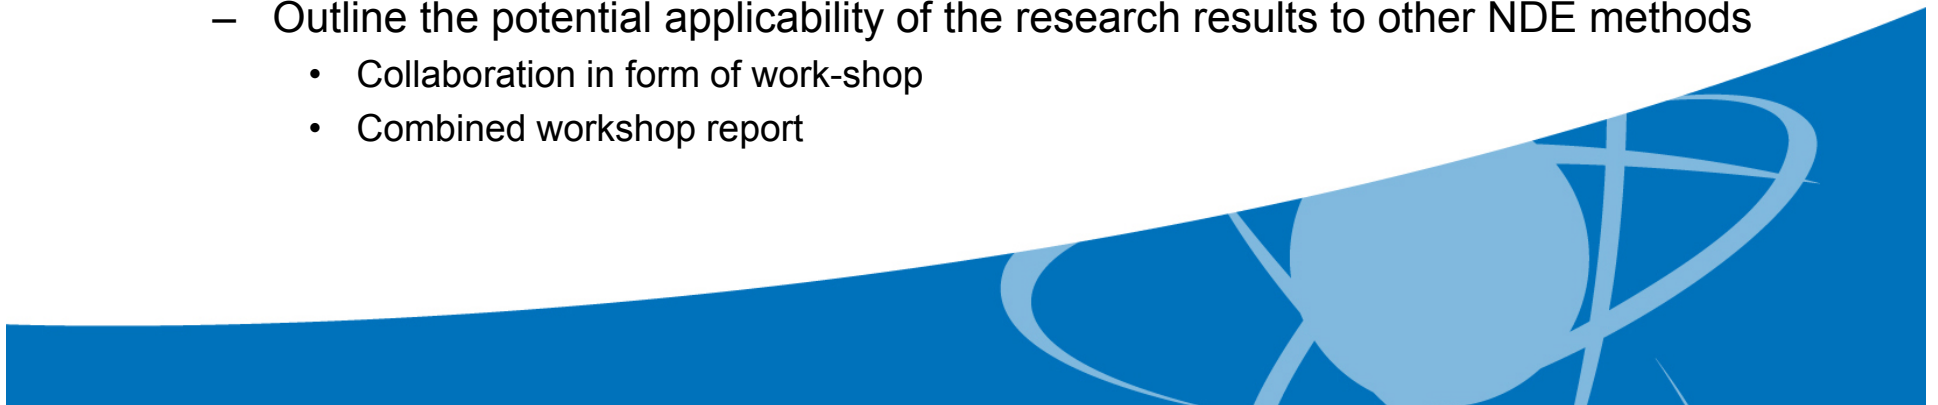 – Outline the potential applicability of the research results to other NDE methods
• Collaboration in form of work-shop
• Combined workshop report